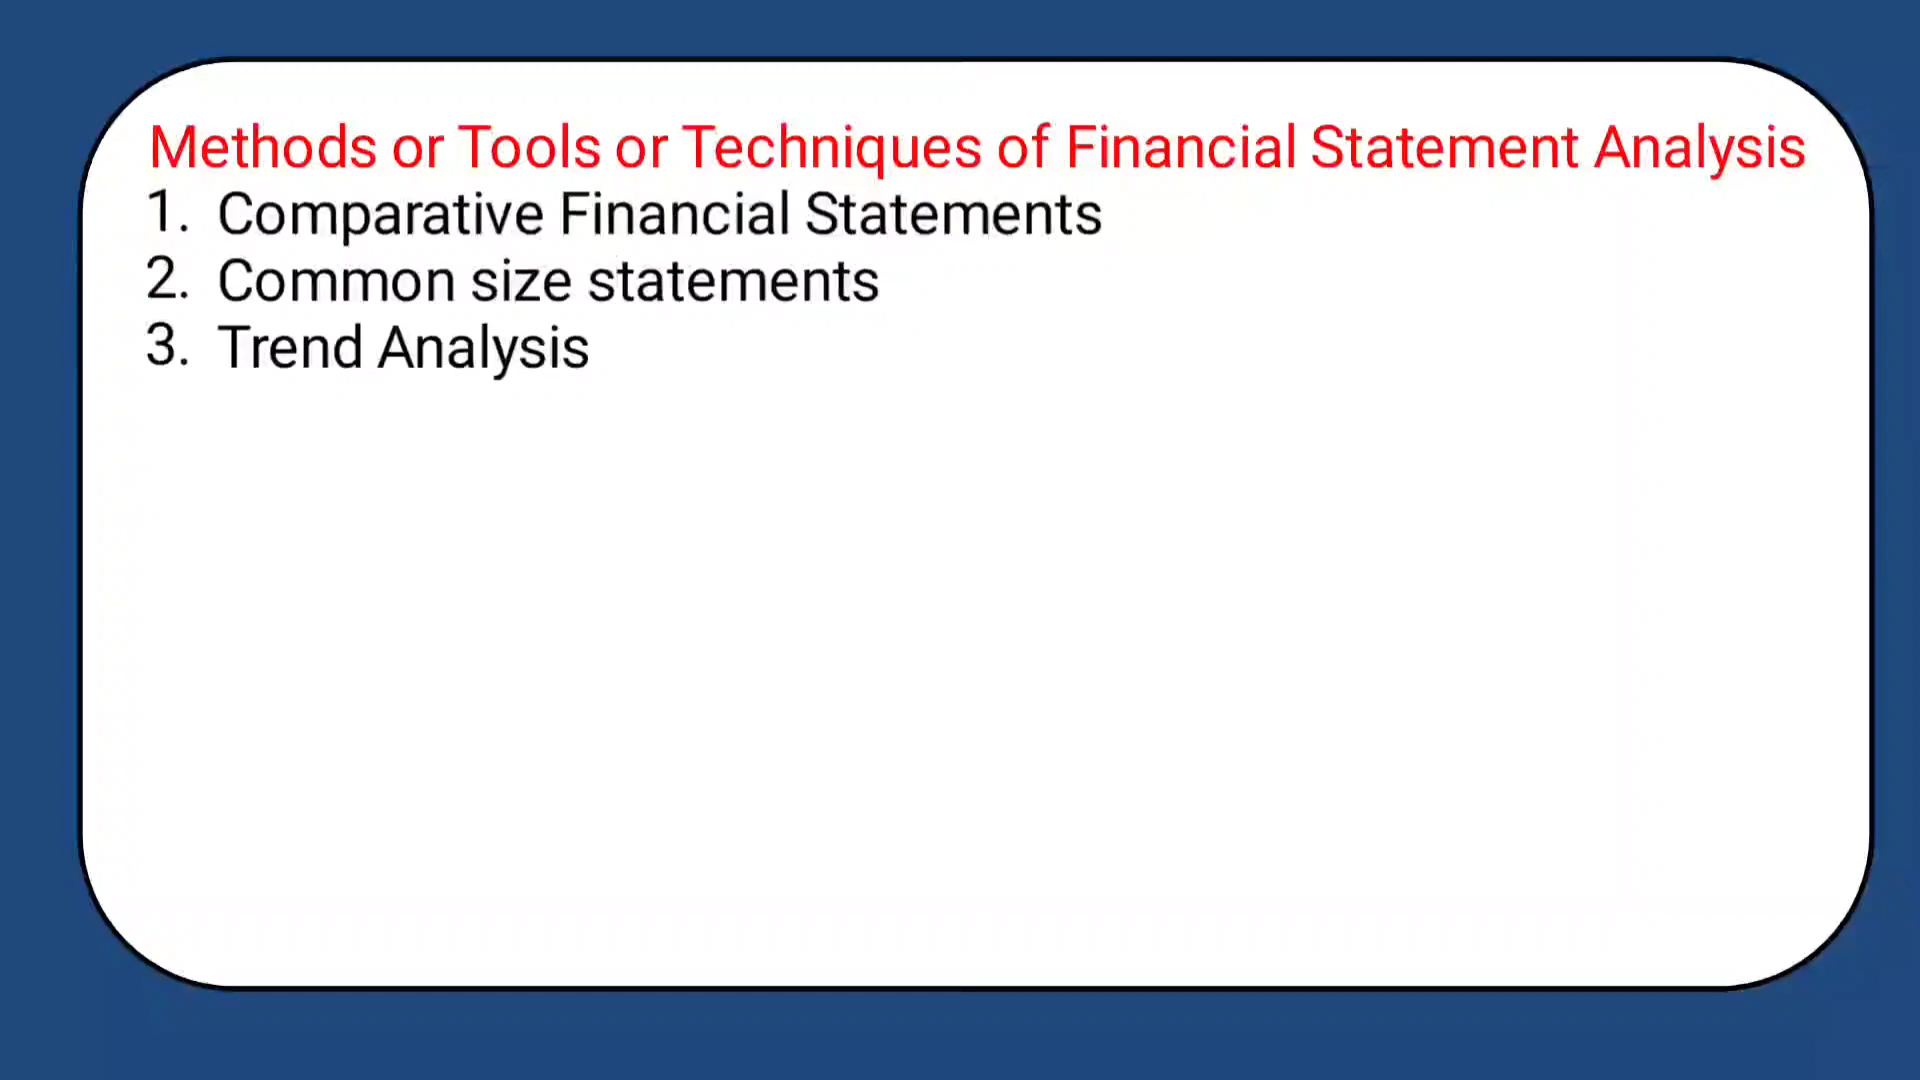 Methods or Tools or Techniques of Financial Statement Analysis
1. Comparative Financial Statements
2. Common size statements
3. Trend Analysis